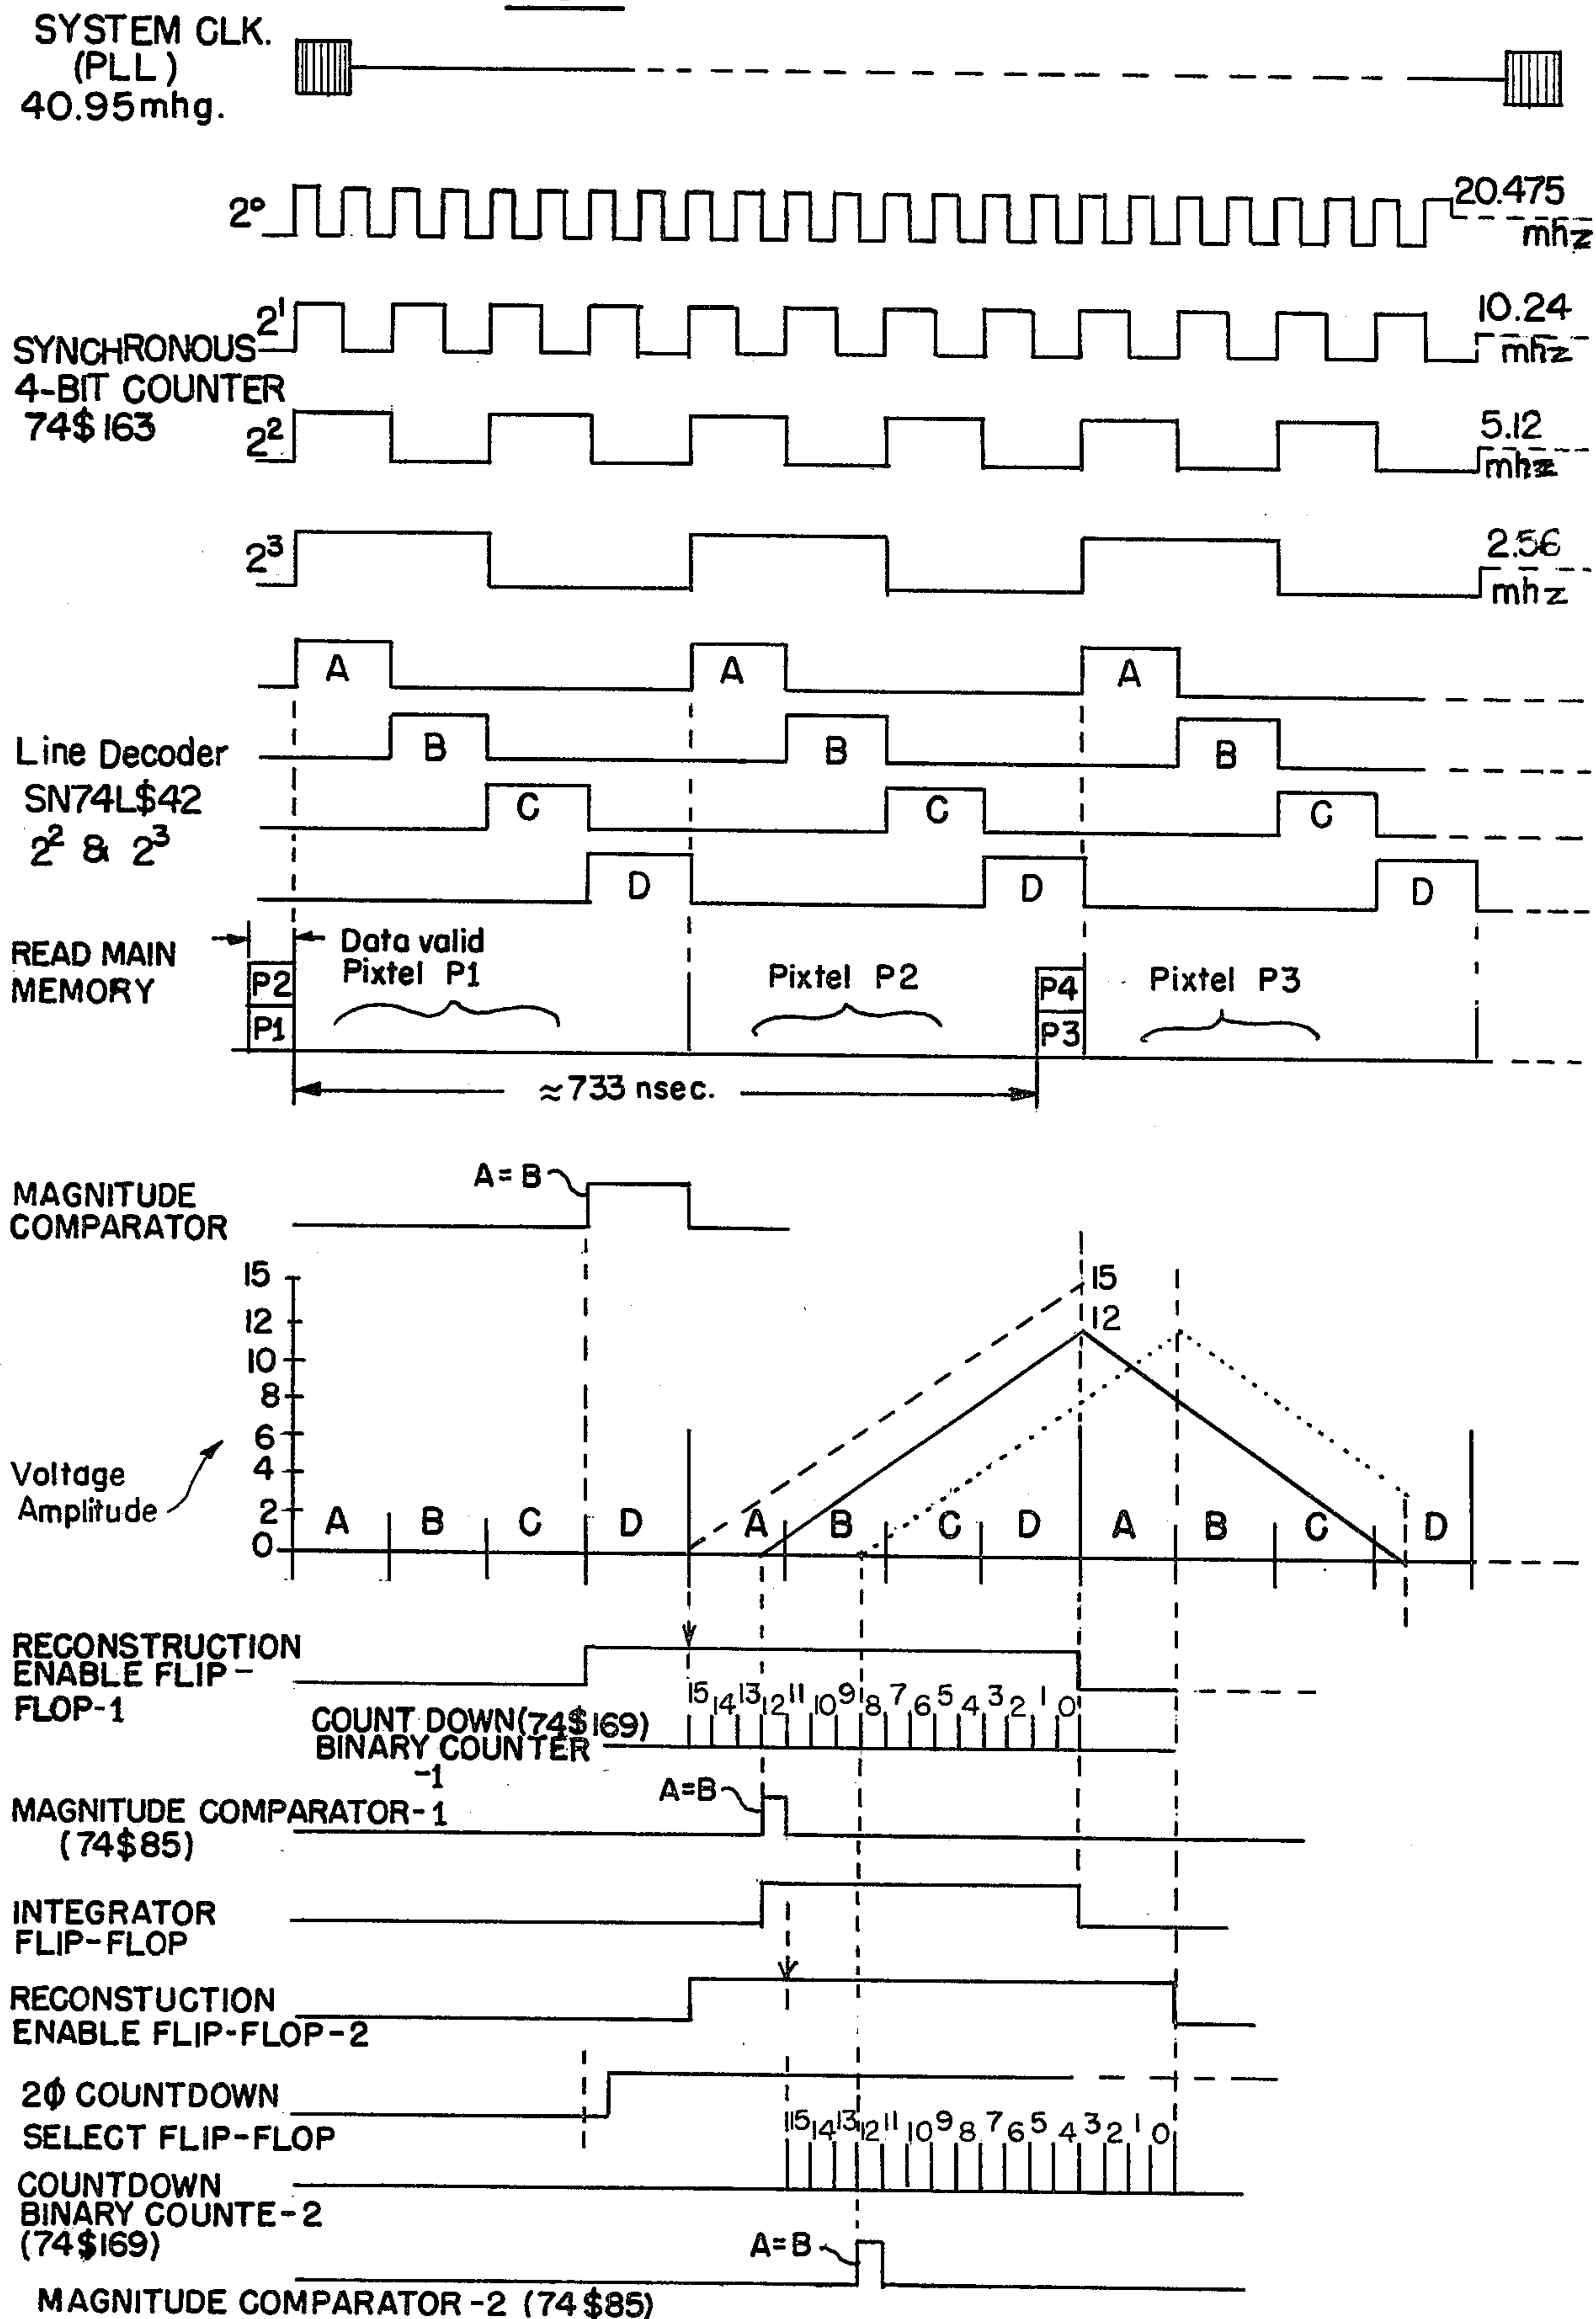 SYSTEM CLK.
(PLL)
40.95mhg.
2° 20.475
mhz
2¹ 10.24
mhz
SYNCHRONOUS
4-BIT COUNTER
74$163
2² 5.12
mhz
2³ 2.56
mhz
A A A
B B B
Line Decoder
SN74L$42
2² & 2³
C C C
D D D
READ MAIN
MEMORY
P2
P1
Data valid
Pixtel P1
Pixtel P2
P4
P3
Pixtel P3
≈733 nsec.
A=B
MAGNITUDE
COMPARATOR
15
12
10
8
6
4
2
0
15
12
Voltage
Amplitude
A B C D A B C D A B C D
RECONSTRUCTION
ENABLE FLIP-
FLOP-1
15 14 13 12 11 10 9 8 7 6 5 4 3 2 1 0
COUNT DOWN(74$169)
BINARY COUNTER
-1
A=B
MAGNITUDE COMPARATOR-1
(74$85)
INTEGRATOR
FLIP-FLOP
RECONSTUCTION
ENABLE FLIP-FLOP-2
2φ COUNTDOWN
SELECT FLIP-FLOP
15 14 13 12 11 10 9 8 7 6 5 4 3 2 1 0
COUNTDOWN
BINARY COUNTE-2
(74$169)
A=B
MAGNITUDE COMPARATOR-2 (74$85)